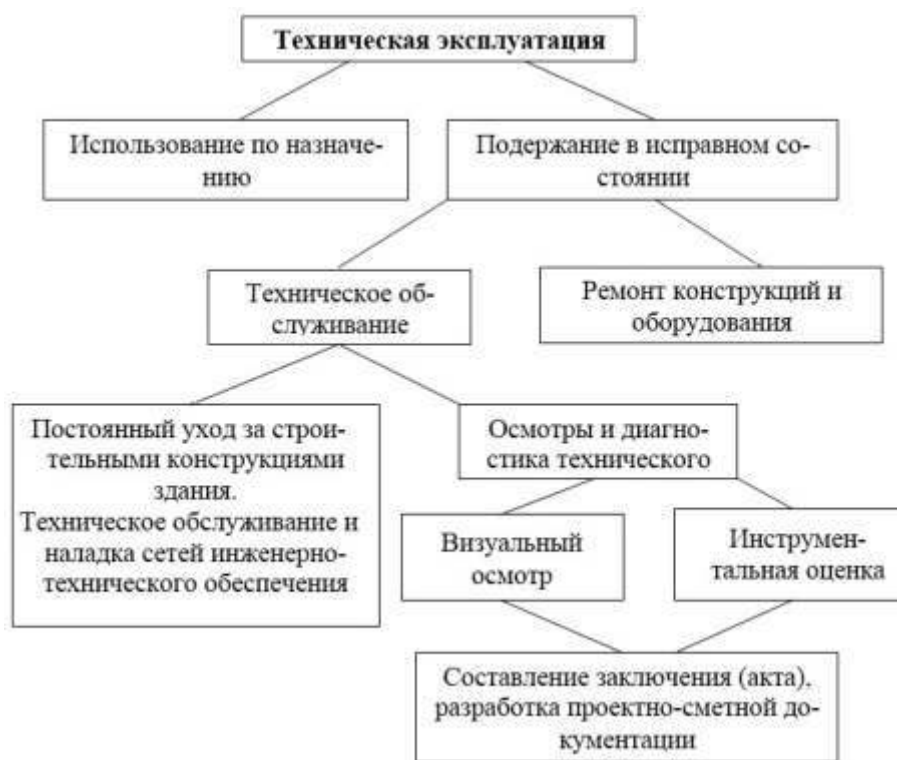 Техническая эксплуатация
Использование по назначе-
нию
Подержание в исправном со-
стоянии
Техническое об-
служивание
Ремонт конструкций и
оборудования
Постоянный уход за строи-
тельными конструкциями
здания.
Техническое обслуживание и
наладка сетей инженерно-
технического обеспечения
Осмотры и диагно-
стика технического
Визуальный
осмотр
Инструмен-
тальная оценка
Составление заключения (акта),
разработка проектно-сметной до-
кументации